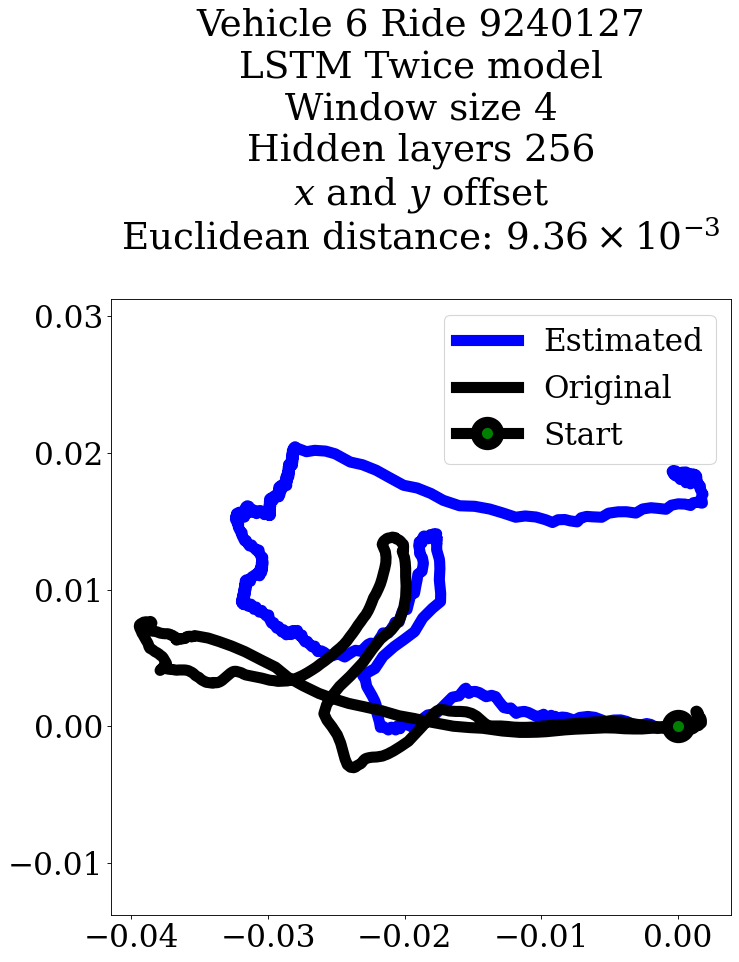 Vehicle 6 Ride 9240127
LSTM Twice model
Window size 4
Hidden layers 256
x and y offset
Euclidean distance: 9.36 × 10⁻³
Estimated
Original
Start
0.03
0.02
0.01
0.00
−0.01
−0.04 −0.03 −0.02 −0.01 0.00